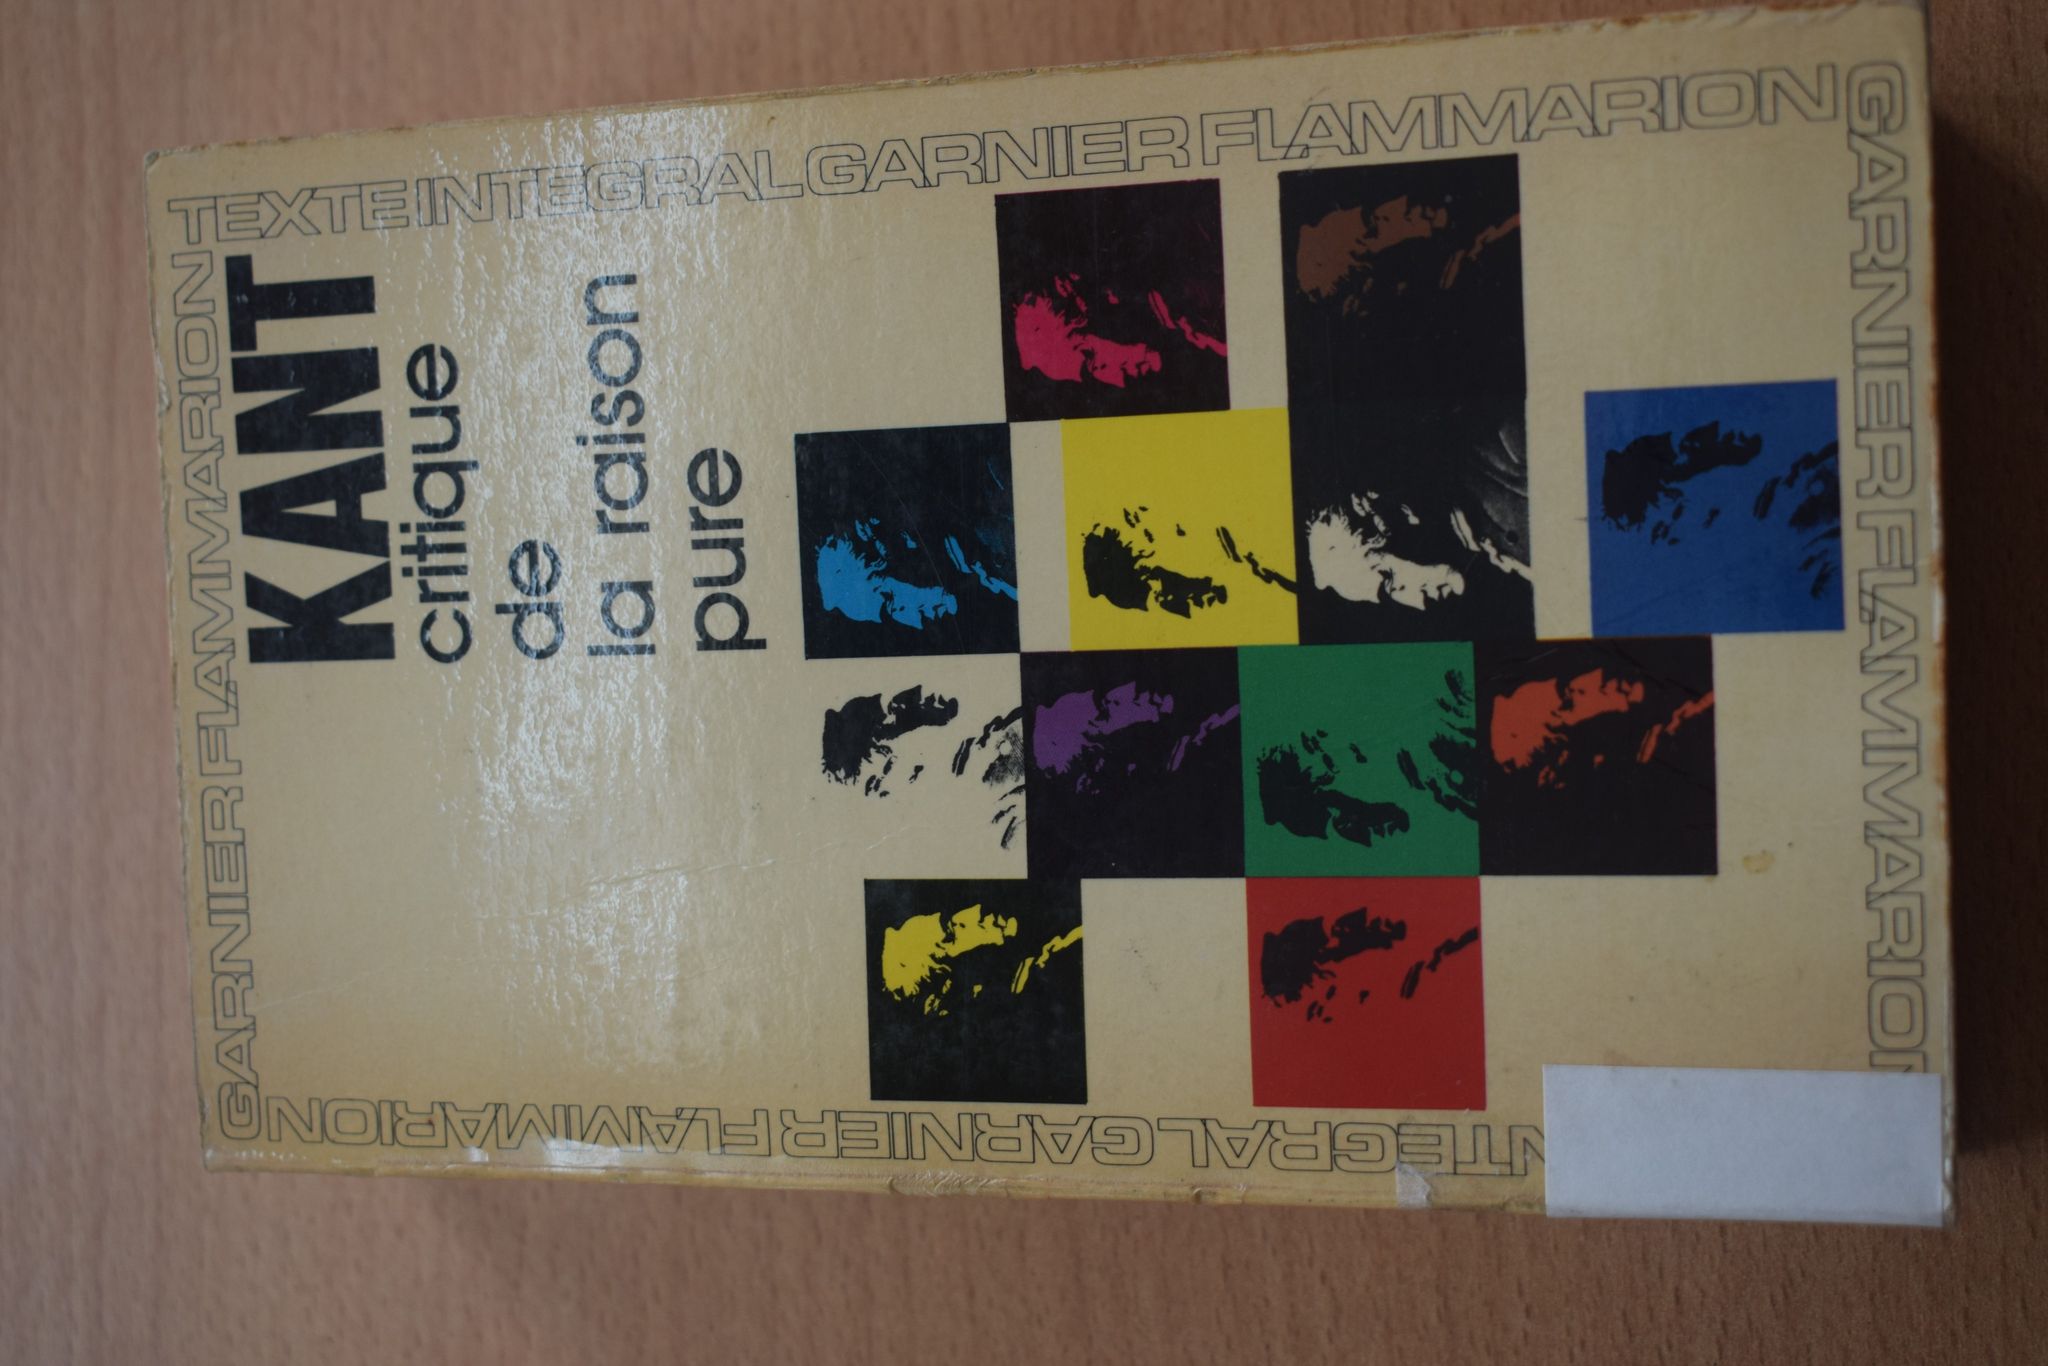 GARNIER FLAMMARION
TEXTE INTEGRAL GARNIER FLAMMARION
GARNIER FLAMMARION
INTEGRAL GARNIER FLAMMARION
KANT
critique
de
la raison
pure